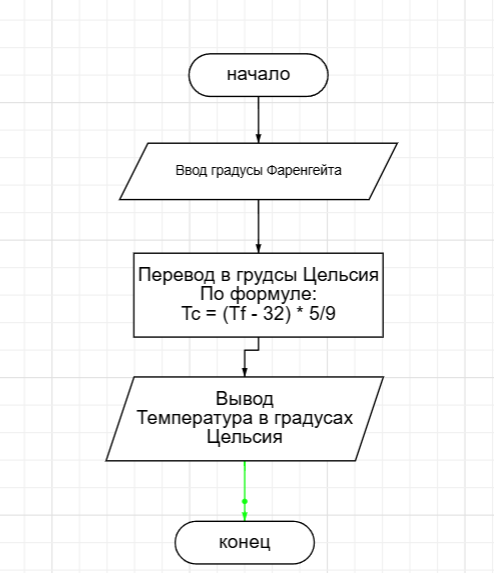 начало
Ввод градусы Фаренгейта
Перевод в грудсы Цельсия
По формуле:
Tc = (Tf - 32) * 5/9
Вывод
Температура в градусах
Цельсия
конец